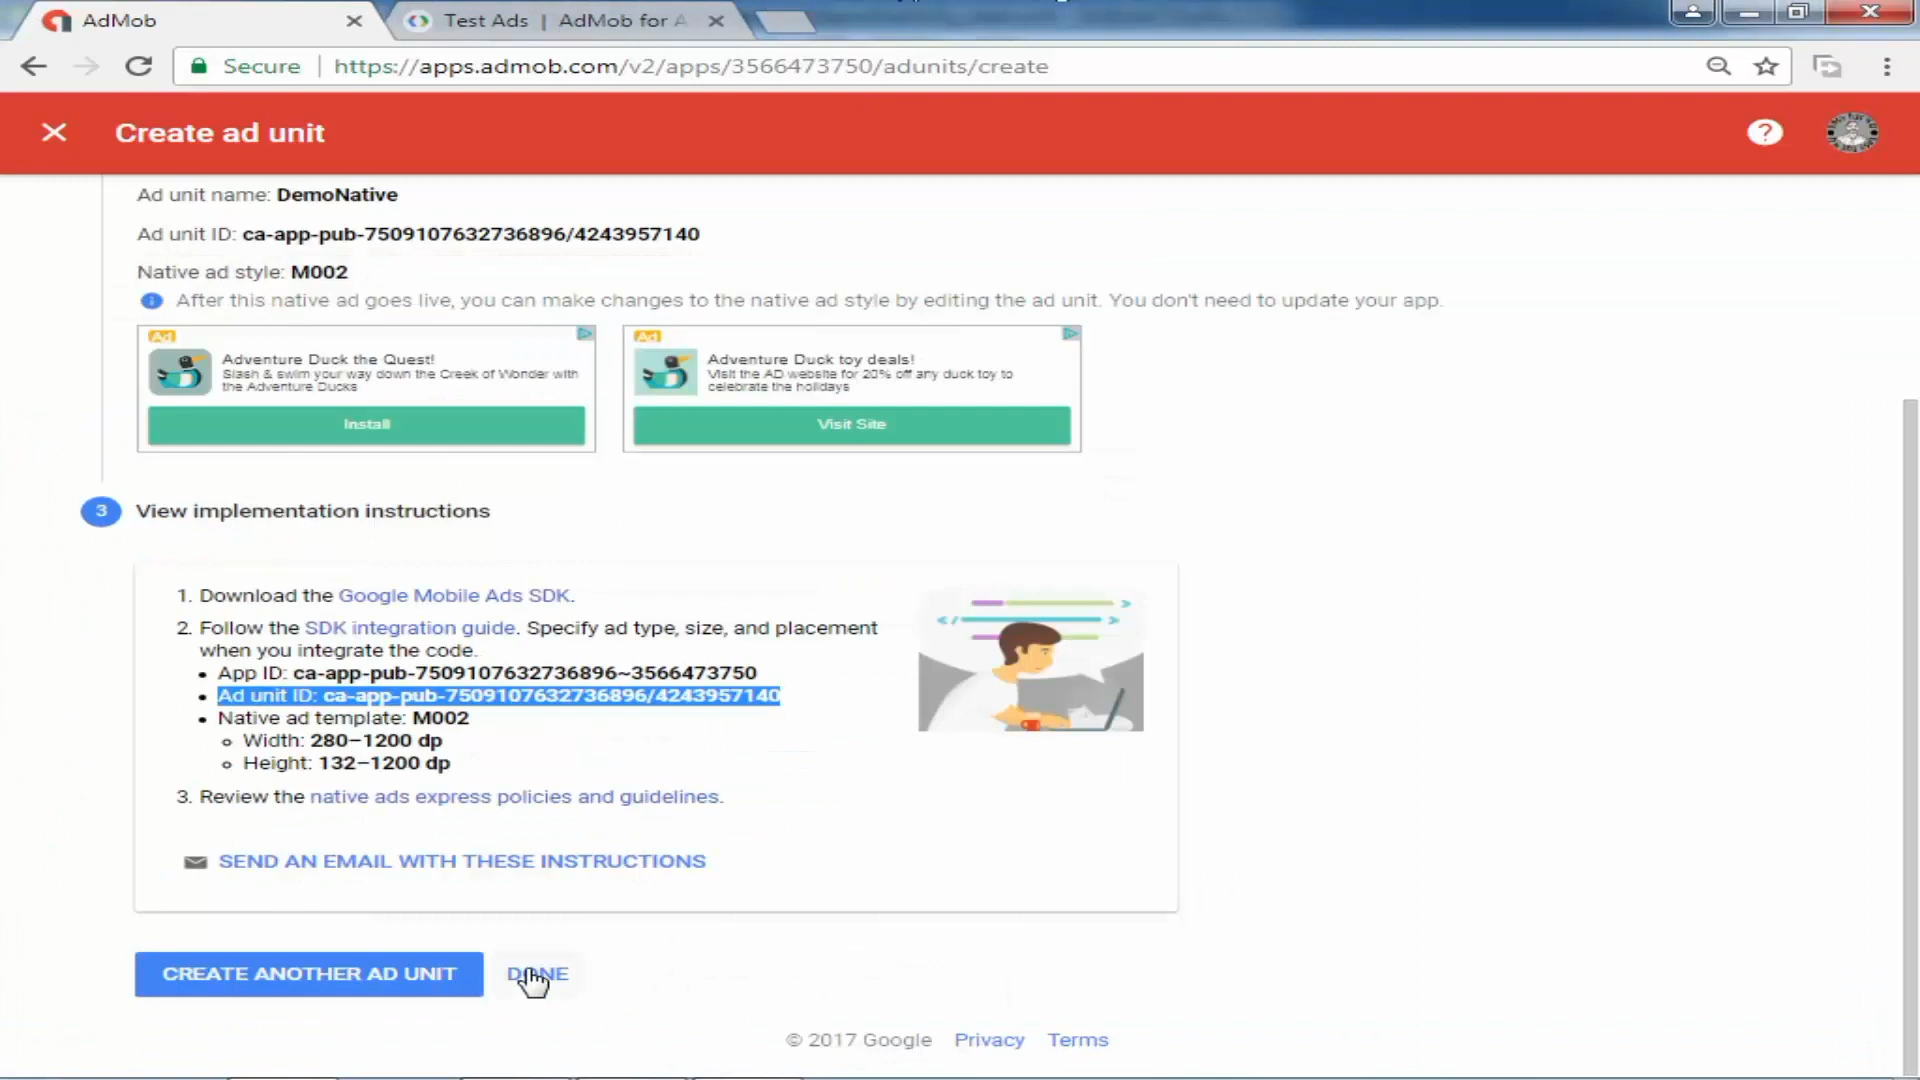 AdMob
Test Ads | AdMob for A
Secure | https://apps.admob.com/v2/apps/3566473750/adunits/create
Create ad unit
?
Ad unit name: DemoNative
Ad unit ID: ca-app-pub-7509107632736896/4243957140
Native ad style: M002
After this native ad goes live, you can make changes to the native ad style by editing the ad unit. You don't need to update your app.
Ad
Adventure Duck the Quest!
Slash & swim your way down the Creek of Wonder with
the Adventure Ducks
Install
Ad
Adventure Duck toy deals!
Visit the AD website for 20% off any duck toy to
celebrate the holidays
Visit Site
3 View implementation instructions
1. Download the Google Mobile Ads SDK.
2. Follow the SDK integration guide. Specify ad type, size, and placement
when you integrate the code.
• App ID: ca-app-pub-7509107632736896~3566473750
• Ad unit ID: ca-app-pub-7509107632736896/4243957140
• Native ad template: M002
Width: 280–1200 dp
Height: 132–1200 dp
3. Review the native ads express policies and guidelines.
SEND AN EMAIL WITH THESE INSTRUCTIONS
CREATE ANOTHER AD UNIT
DONE
© 2017 Google Privacy Terms